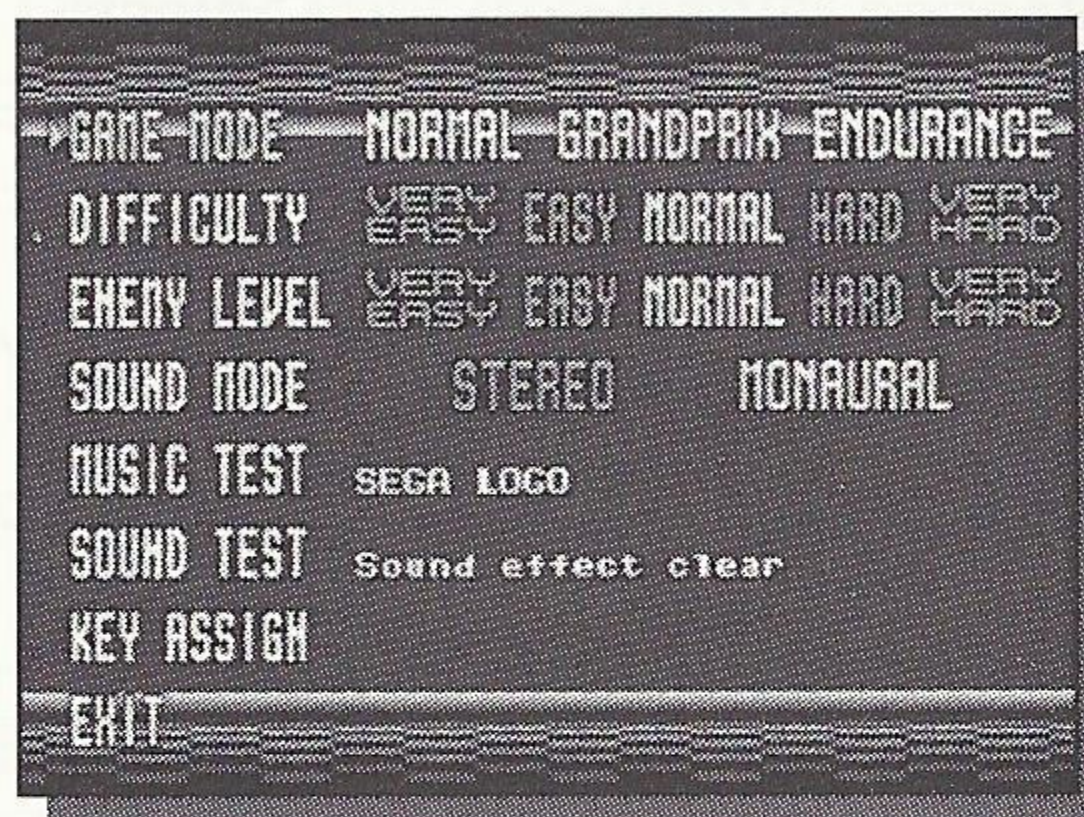 GAME MODE NORMAL GRANDPRIX ENDURANCE
DIFFICULTY VERY EASY EASY NORMAL HARD VERY HARD
ENEMY LEVEL VERY EASY EASY NORMAL HARD VERY HARD
SOUND MODE STEREO MONAURAL
MUSIC TEST SEGA LOGO
SOUND TEST Sound effect clear
KEY ASSIGN
EXIT